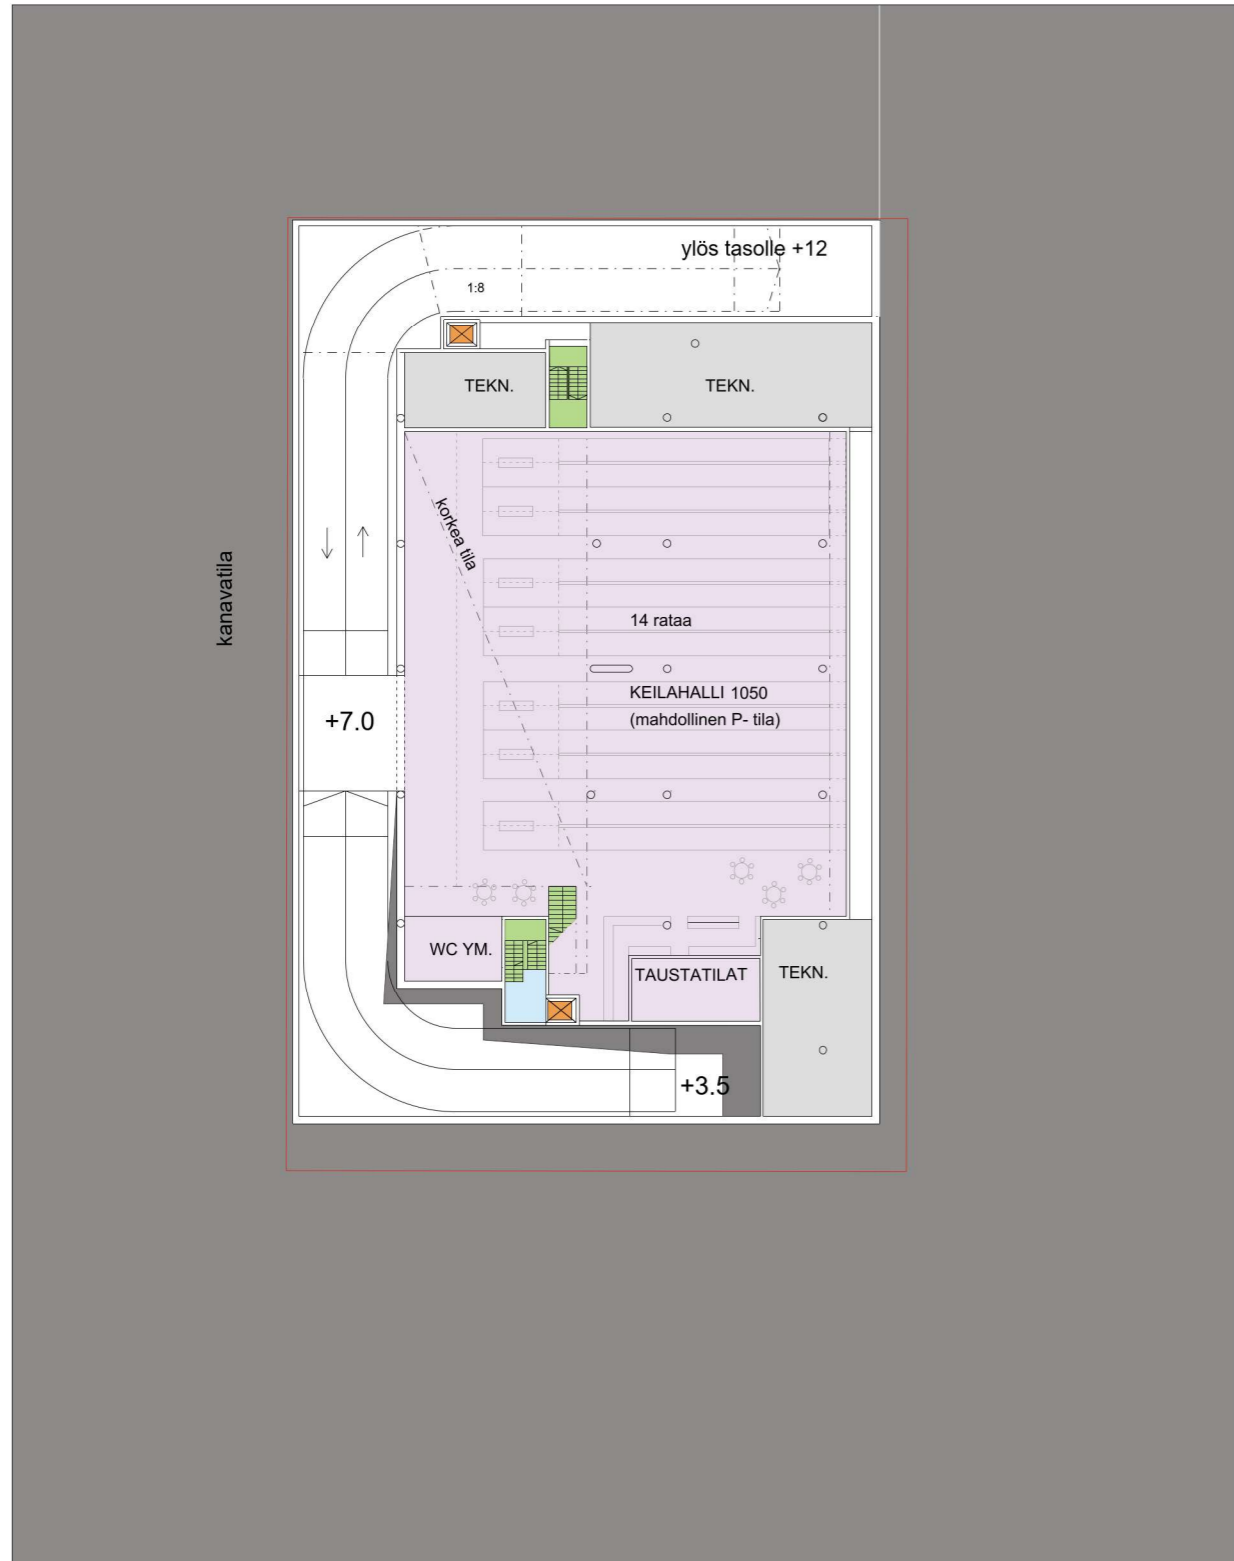 ylös tasolle +12
1:8
TEKN.
TEKN.
korkea tila
kanavatila
14 rataa
KEILAHALLI 1050
(mahdollinen P- tila)
+7.0
WC YM.
TAUSTATILAT
TEKN.
+3.5